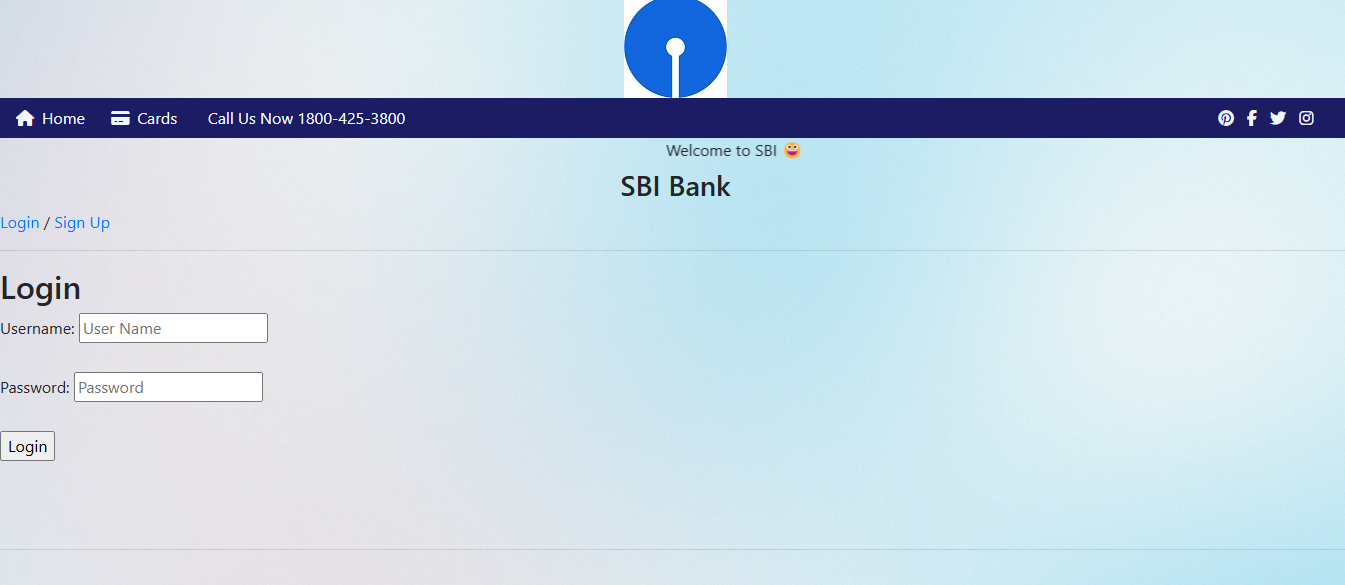 Home Cards Call Us Now 1800-425-3800
Welcome to SBI 😀
SBI Bank
Login / Sign Up
Login
Username: User Name
Password: Password
Login